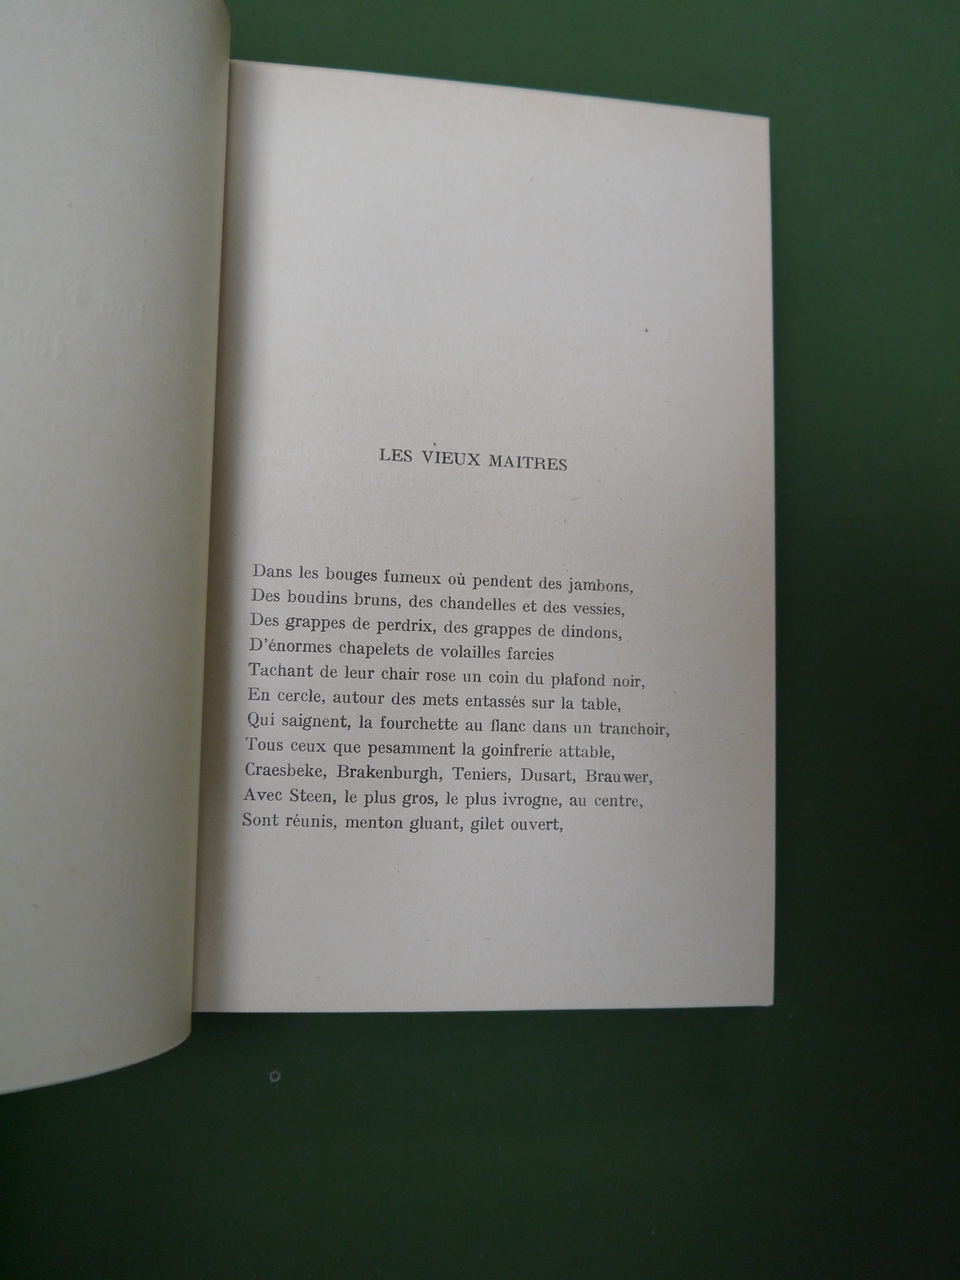 LES VIEUX MAITRES
Dans les bouges fumeux où pendent des jambons,
Des boudins bruns, des chandelles et des vessies,
Des grappes de perdrix, des grappes de dindons,
D'énormes chapelets de volailles farcies
Tachant de leur chair rose un coin du plafond noir,
En cercle, autour des mets entassés sur la table,
Qui saignent, la fourchette au flanc dans un tranchoir,
Tous ceux que pesamment la goinfrerie attable,
Craesbeke, Brakenburgh, Teniers, Dusart, Brauwer,
Avec Steen, le plus gros, le plus ivrogne, au centre,
Sont réunis, menton gluant, gilet ouvert,